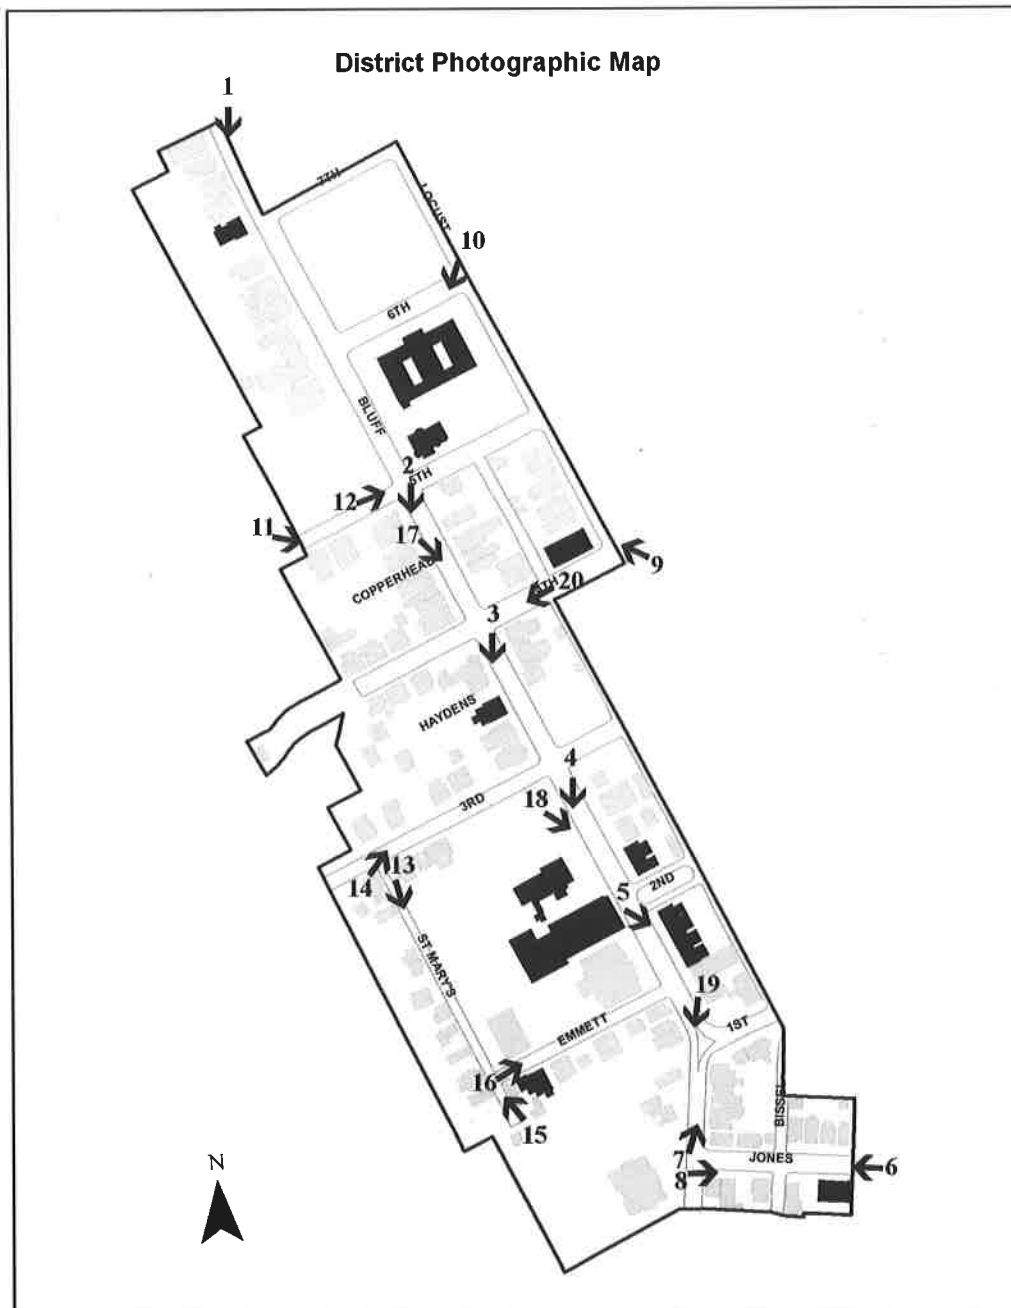 District Photographic Map
1
7TH
LOCUST
10
6TH
BLUFF
2
5TH
12
11
17
COPPERHEAD
9
20
4TH
3
HAYDENS
4
18
3RD
13
14
5
2ND
ST MARY'S
19
1ST
EMMETT
16
15
BISSEL
7
JONES
8
6
N